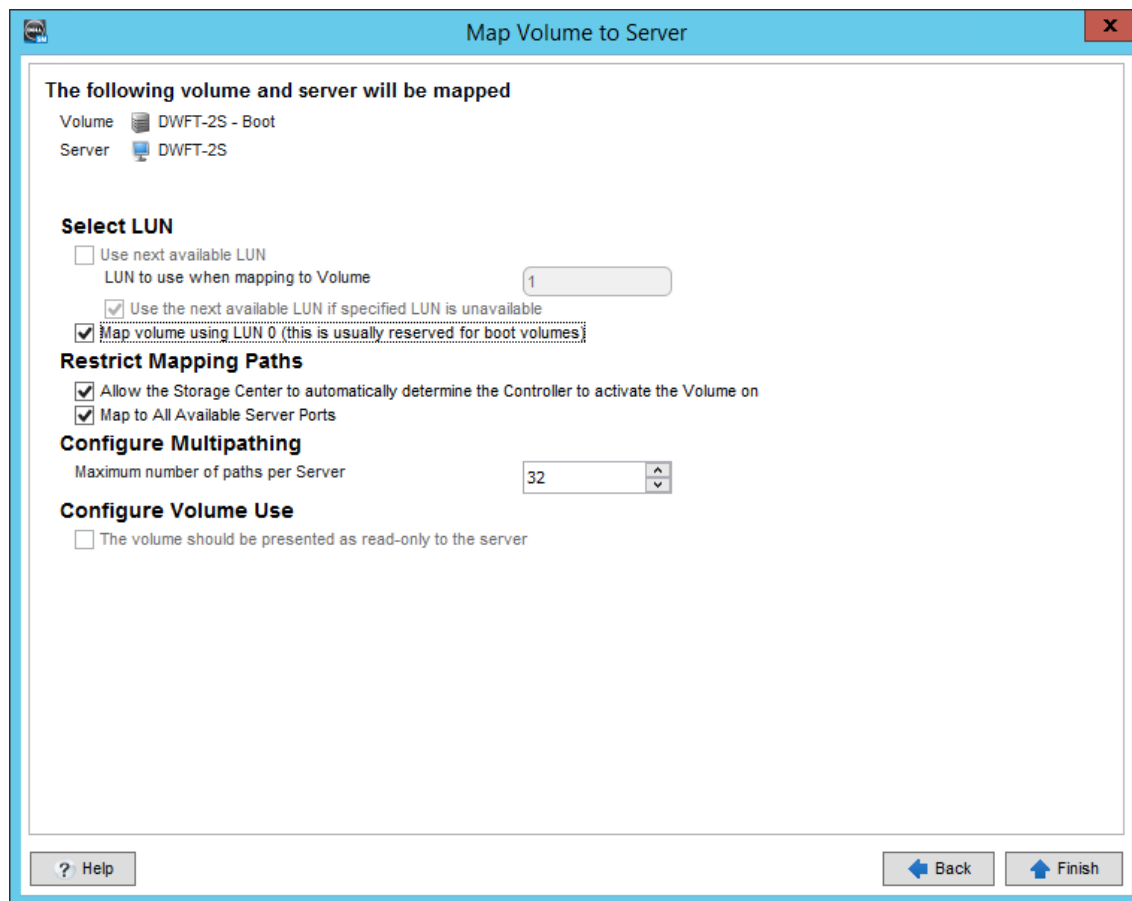 Map Volume to Server
The following volume and server will be mapped
Volume DWFT-2S - Boot
Server DWFT-2S
Select LUN
Use next available LUN
LUN to use when mapping to Volume 1
Use the next available LUN if specified LUN is unavailable
Map volume using LUN 0 (this is usually reserved for boot volumes)
Restrict Mapping Paths
Allow the Storage Center to automatically determine the Controller to activate the Volume on
Map to All Available Server Ports
Configure Multipathing
Maximum number of paths per Server 32
Configure Volume Use
The volume should be presented as read-only to the server
? Help Back Finish